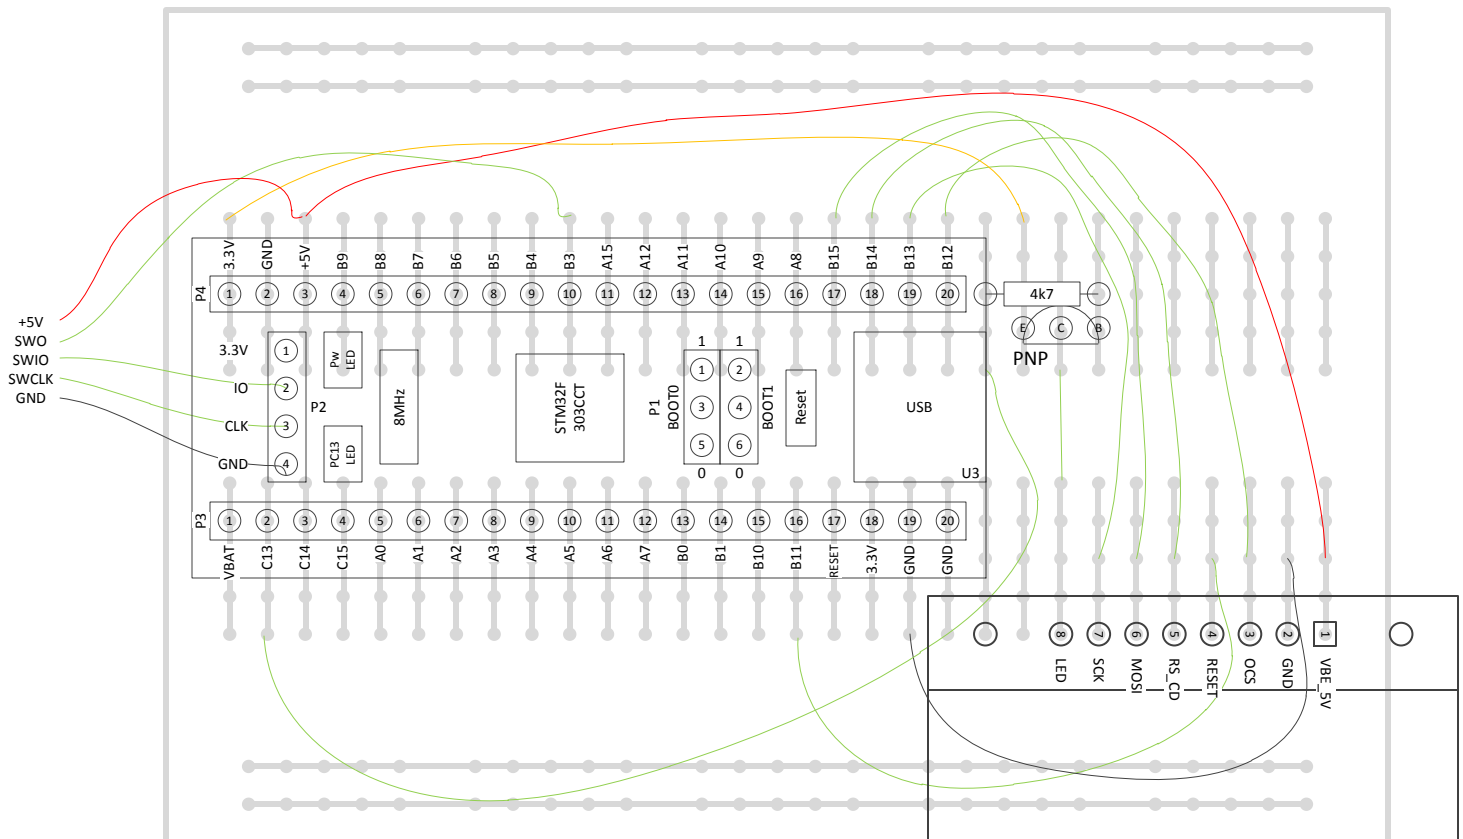 3.3V GND +5V B9 B8 B7 B6 B5 B4 B3 A15 A12 A11 A10 A9 A8 B15 B14 B13 B12
P4 1 2 3 4 5 6 7 8 9 10 11 12 13 14 15 16 17 18 19 20
4k7
+5V
SWO
SWIO
SWCLK
GND
E C B
PNP
3.3V 1
IO 2
CLK 3
GND 4
P2
Pw
LED
PC13
LED
8MHz
STM32F
303CCT
P1
BOOT0
BOOT1
1 1
1 2
3 4
5 6
0 0
Reset
USB
U3
P3 1 2 3 4 5 6 7 8 9 10 11 12 13 14 15 16 17 18 19 20
VBAT C13 C14 C15 A0 A1 A2 A3 A4 A5 A6 A7 B0 B1 B10 B11 RESET 3.3V GND GND
8 7 6 5 4 3 2 1
LED SCK MOSI RS_CD RESET OCS GND VBE_5V